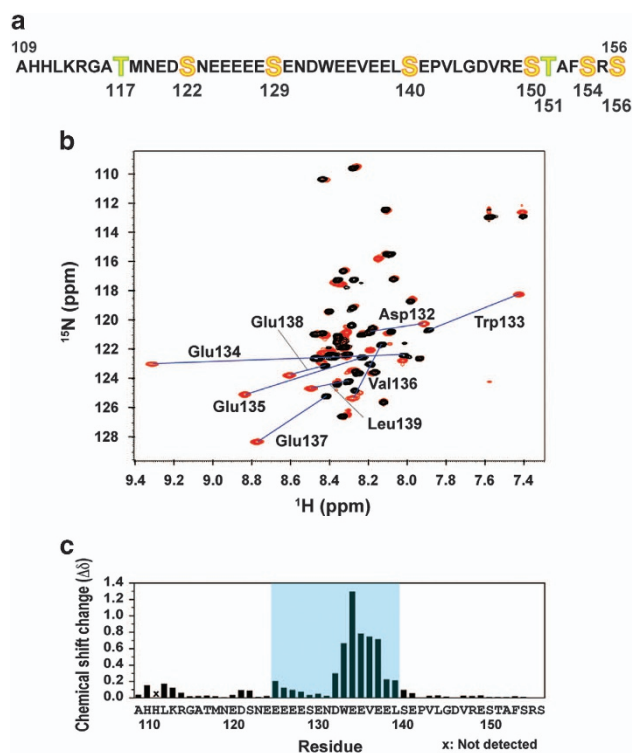 a
109 156
AHHLKRGATMNEDSNEEEEESENDWEEVEELSEPVLGDVRESTAFSRS
117 122 129 140 150 154
151 156
b
110
112
114
116
118
120
122
124
126
128
15N (ppm)
Asp132
Trp133
Glu138
Glu134
Glu135
Val136
Leu139
Glu137
9.4 9.2 9.0 8.8 8.6 8.4 8.2 8.0 7.8 7.6 7.4
1H (ppm)
c
Chemical shift change (Δδ)
1.4
1.2
1.0
0.8
0.6
0.4
0.2
0.0
x
AHHLKRGATMNEDSNEEEEESENDWEEVEELSEPVLGDVRESTAFSRS
110 120 130 140 150
Residue x: Not detected